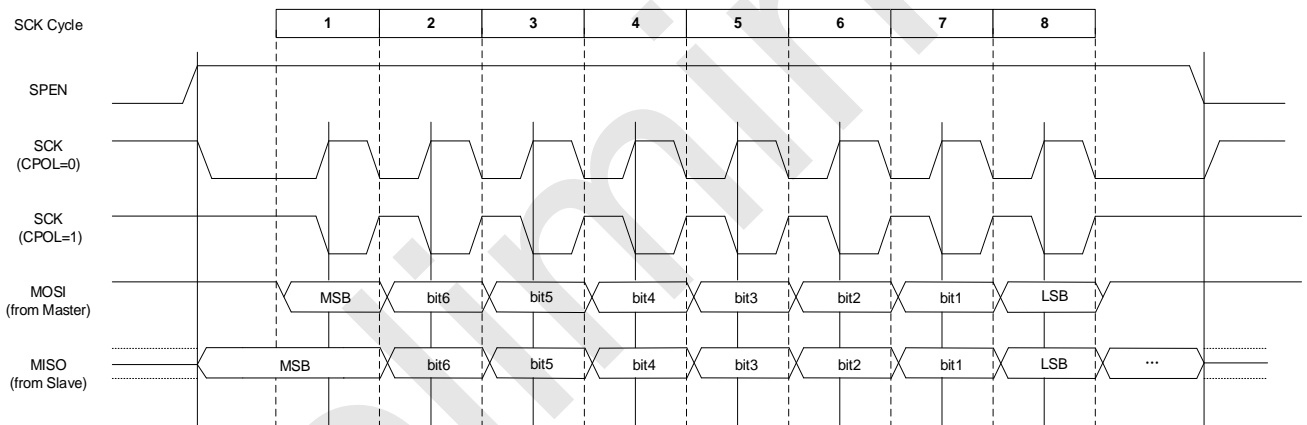 SCK Cycle 1 2 3 4 5 6 7 8
SPEN
SCK
(CPOL=0)
SCK
(CPOL=1)
MOSI
(from Master)
MSB bit6 bit5 bit4 bit3 bit2 bit1 LSB
MISO
(from Slave)
MSB bit6 bit5 bit4 bit3 bit2 bit1 LSB ...